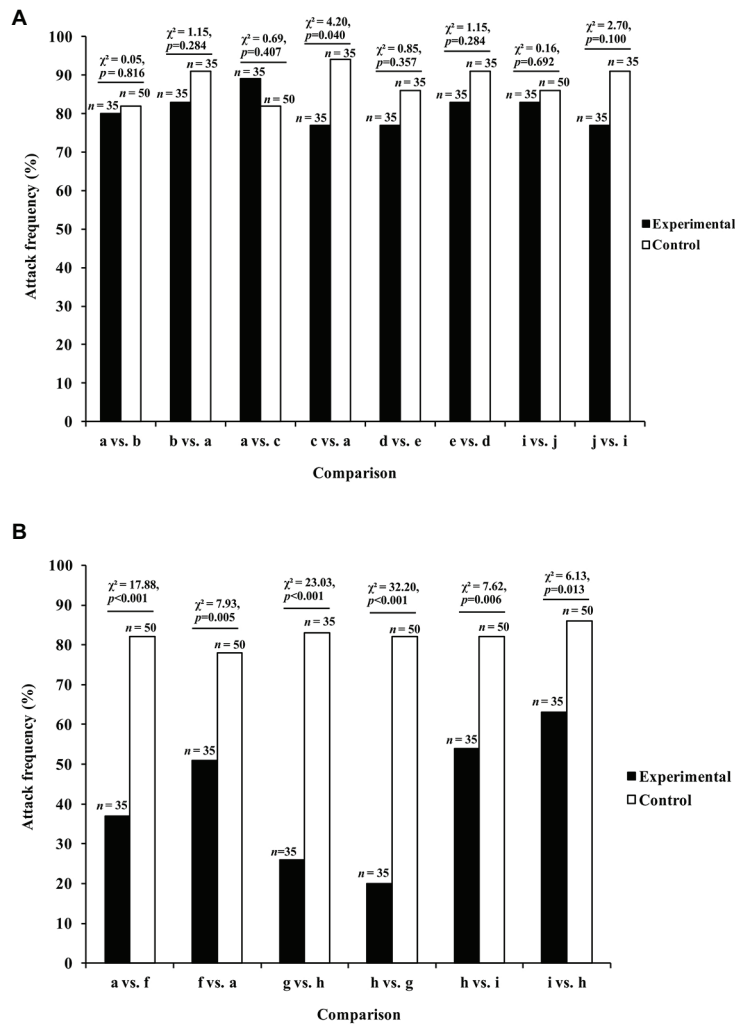 A
χ² = 0.05,
p = 0.816
χ² = 1.15,
p=0.284
χ² = 0.69,
p=0.407
χ² = 4.20,
p=0.040
χ² = 0.85,
p=0.357
χ² = 1.15,
p=0.284
χ² = 0.16,
p=0.692
χ² = 2.70,
p=0.100
n = 35
n = 50
n = 35
n = 35
n = 35
n = 50
n = 35
n = 35
n = 35
n = 35
n = 35
n = 35
n = 35
n = 50
n = 35
n = 35
100
90
80
70
60
50
40
30
20
10
0
Attack frequency (%)
Experimental
Control
a vs. b
b vs. a
a vs. c
c vs. a
d vs. e
e vs. d
i vs. j
j vs. i
Comparison
B
χ² = 17.88,
p<0.001
χ² = 7.93,
p=0.005
χ² = 23.03,
p<0.001
χ² = 32.20,
p<0.001
χ² = 7.62,
p=0.006
χ² = 6.13,
p=0.013
n = 35
n = 50
n = 35
n = 50
n=35
n = 35
n = 35
n = 50
n = 35
n = 50
n = 35
n = 50
100
90
80
70
60
50
40
30
20
10
0
Attack frequency (%)
Experimental
Control
a vs. f
f vs. a
g vs. h
h vs. g
h vs. i
i vs. h
Comparison